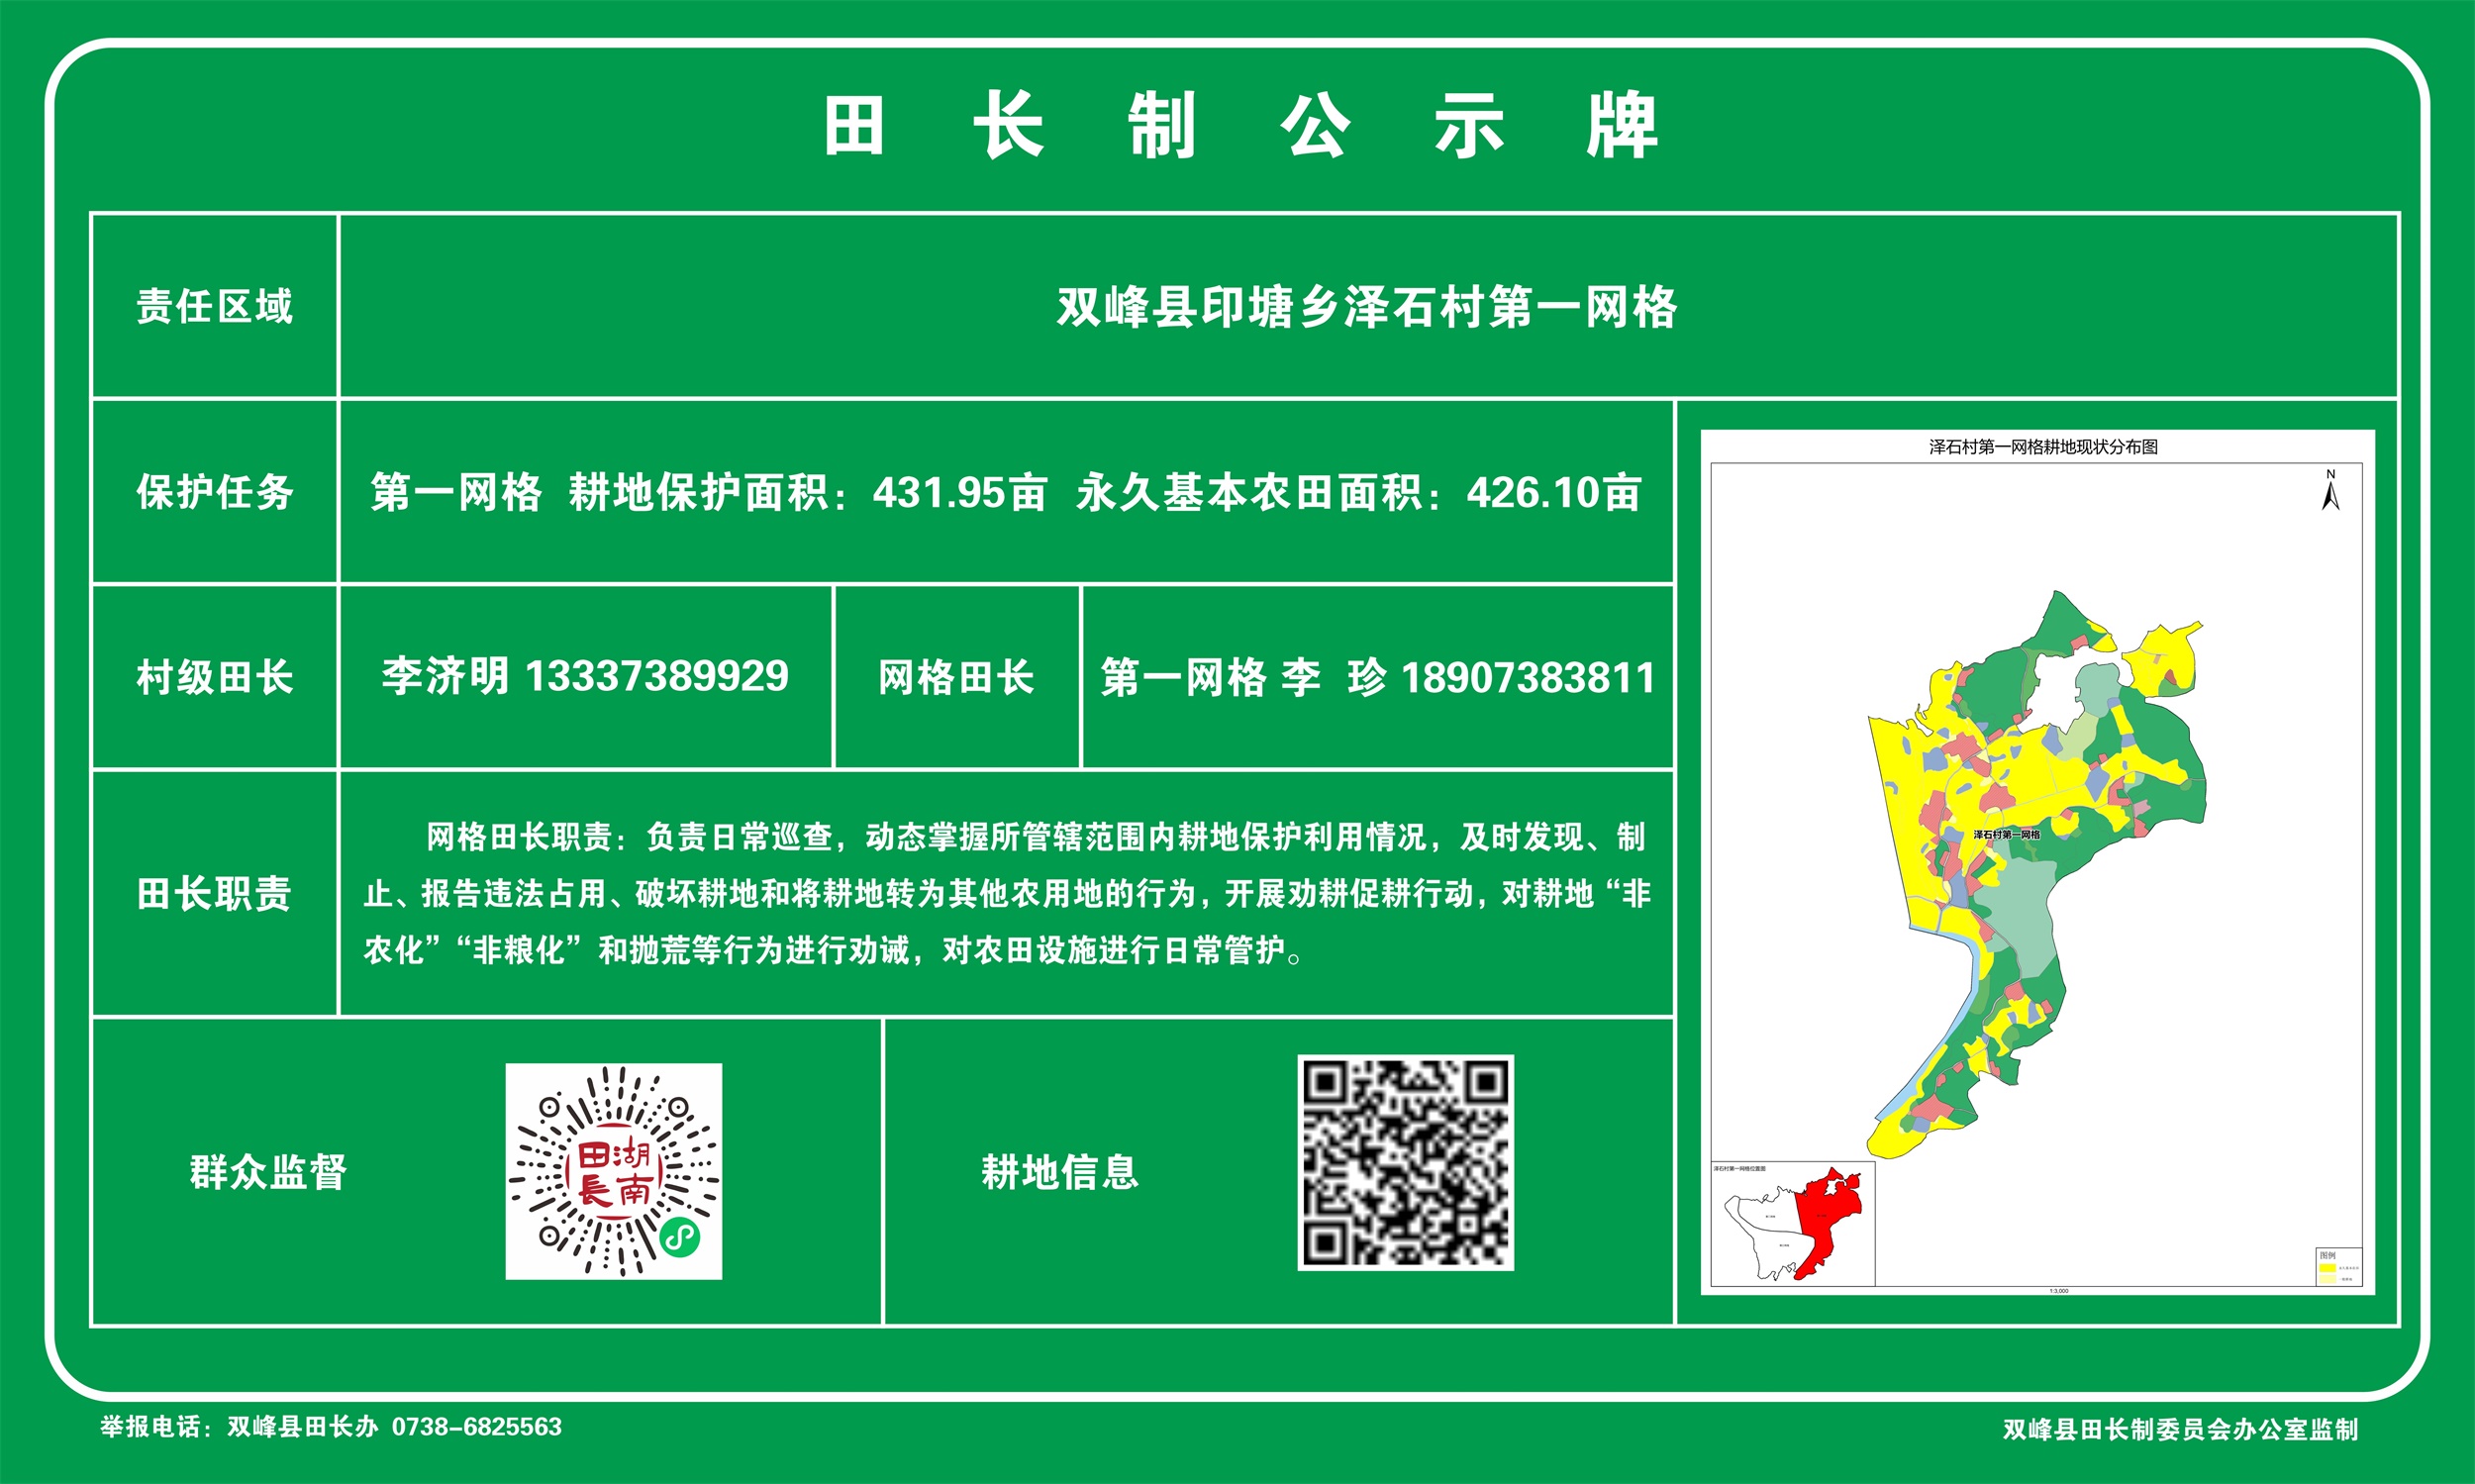 田长制公示牌
责任区域
双峰县印塘乡泽石村第一网格
保护任务
第一网格 耕地保护面积：431.95亩 永久基本农田面积：426.10亩
村级田长
李济明 13337389929
网格田长
第一网格 李 珍 18907383811
田长职责
网格田长职责：负责日常巡查，动态掌握所管辖范围内耕地保护利用情况，及时发现、制
止、报告违法占用、破坏耕地和将耕地转为其他农用地的行为，开展劝耕促耕行动，对耕地“非
农化”“非粮化”和抛荒等行为进行劝诫，对农田设施进行日常管护。
群众监督
湖南
田長
耕地信息
泽石村第一网格耕地现状分布图
N
泽石村第一网格
泽石村第一网格位置图
图例
1:3,000
举报电话：双峰县田长办 0738-6825563
双峰县田长制委员会办公室监制